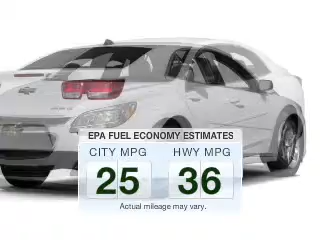 EPA FUEL ECONOMY ESTIMATES
CITY MPG HWY MPG
25 36
Actual mileage may vary.